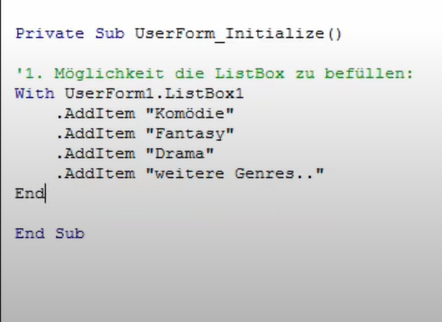 Private Sub UserForm_Initialize()
'1. Möglichkeit die ListBox zu befüllen:
With UserForm1.ListBox1
.AddItem "Komödie"
.AddItem "Fantasy"
.AddItem "Drama"
.AddItem "weitere Genres.."
End
End Sub